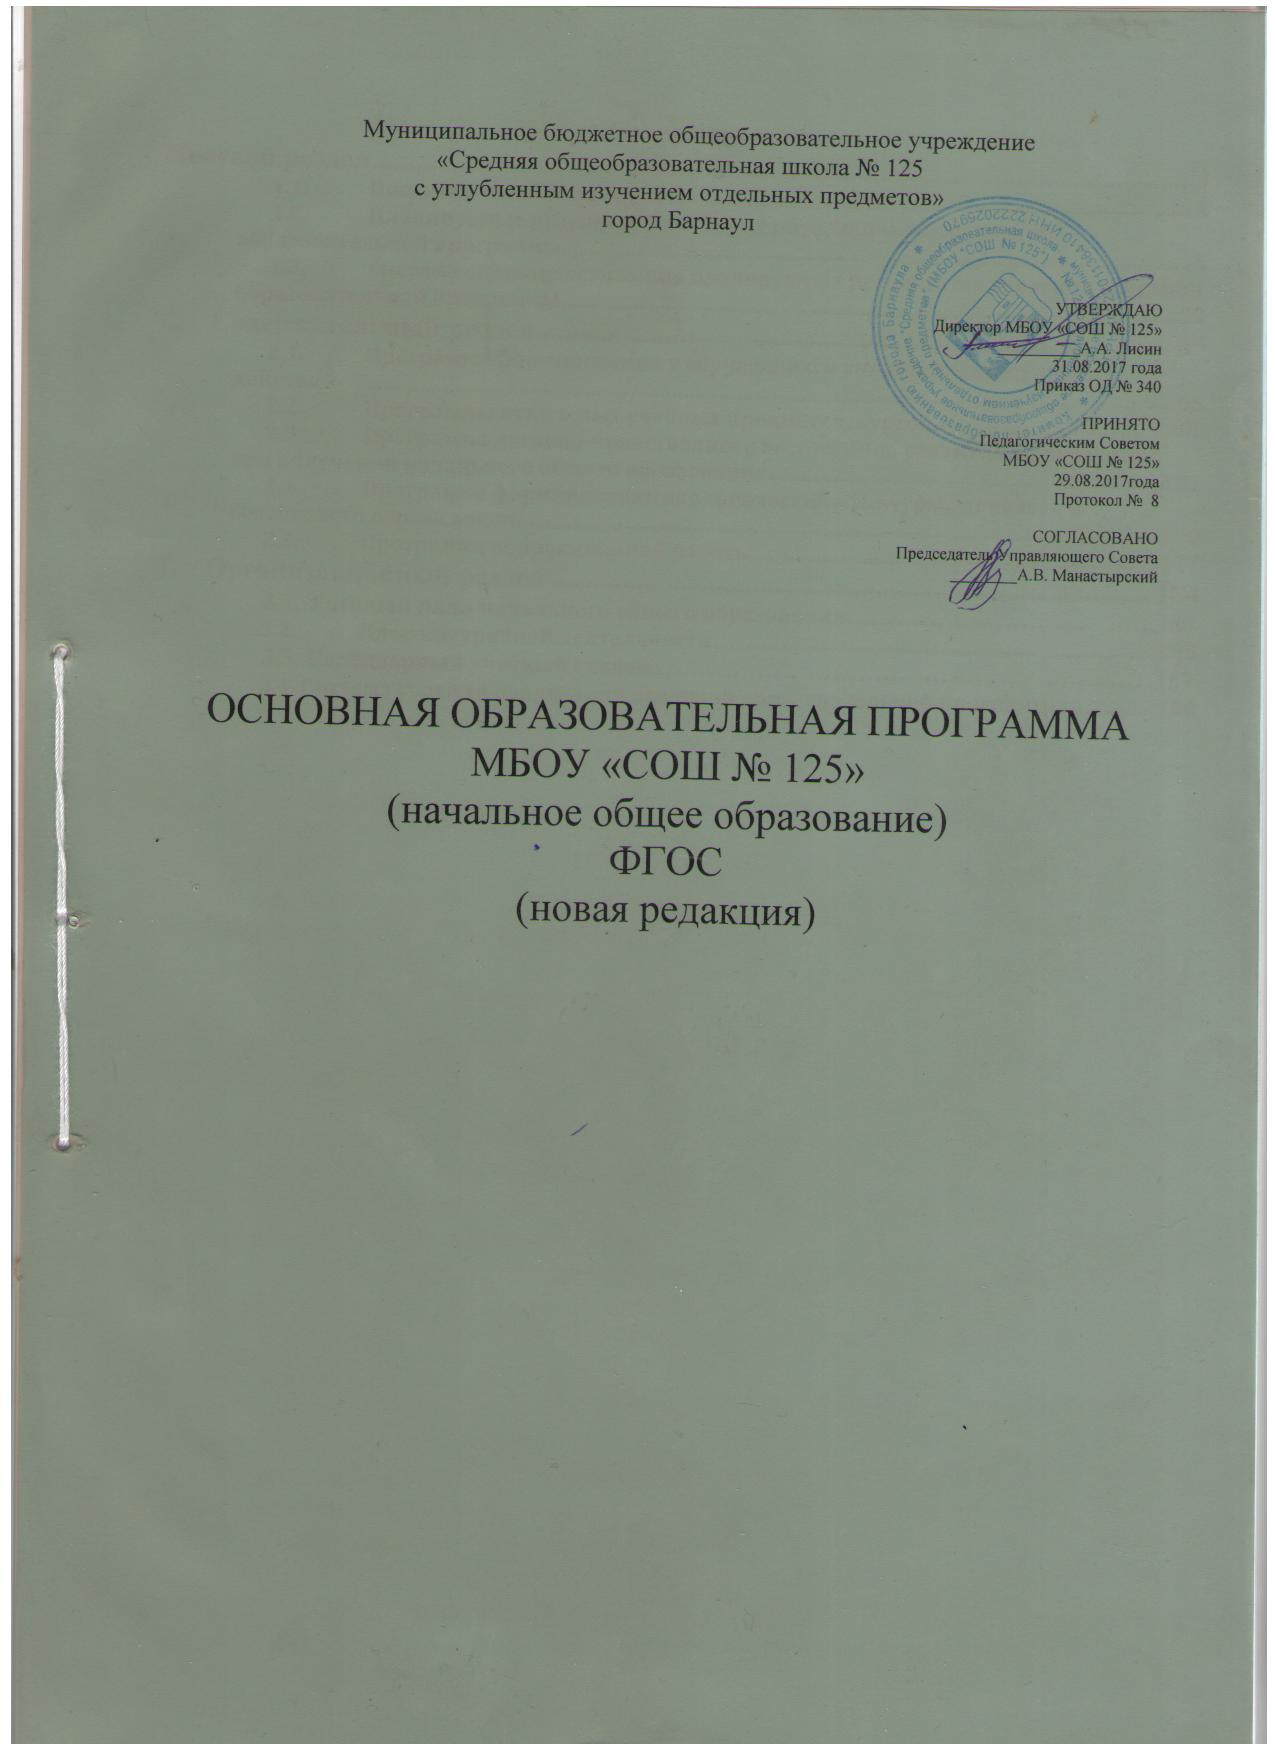 Муниципальное бюджетное общеобразовательное учреждение
«Средняя общеобразовательная школа № 125
с углубленным изучением отдельных предметов»
город Барнаул
УТВЕРЖДАЮ
Директор МБОУ «СОШ № 125»
__________А.А. Лисин
31.08.2017 года
Приказ ОД № 340
ПРИНЯТО
Педагогическим Советом
МБОУ «СОШ № 125»
29.08.2017года
Протокол № 8
СОГЛАСОВАНО
Председатель Управляющего Совета
________А.В. Манастырский
ОСНОВНАЯ ОБРАЗОВАТЕЛЬНАЯ ПРОГРАММА
МБОУ «СОШ № 125»
(начальное общее образование)
ФГОС
(новая редакция)